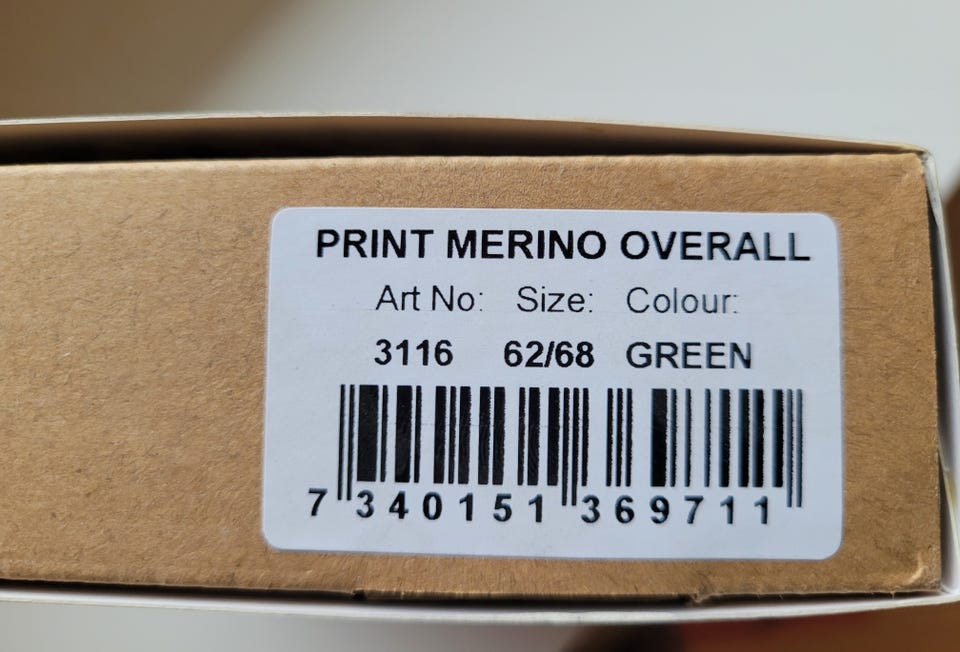 PRINT MERINO OVERALL
Art No: Size: Colour:
3116 62/68 GREEN
7 340151 369711